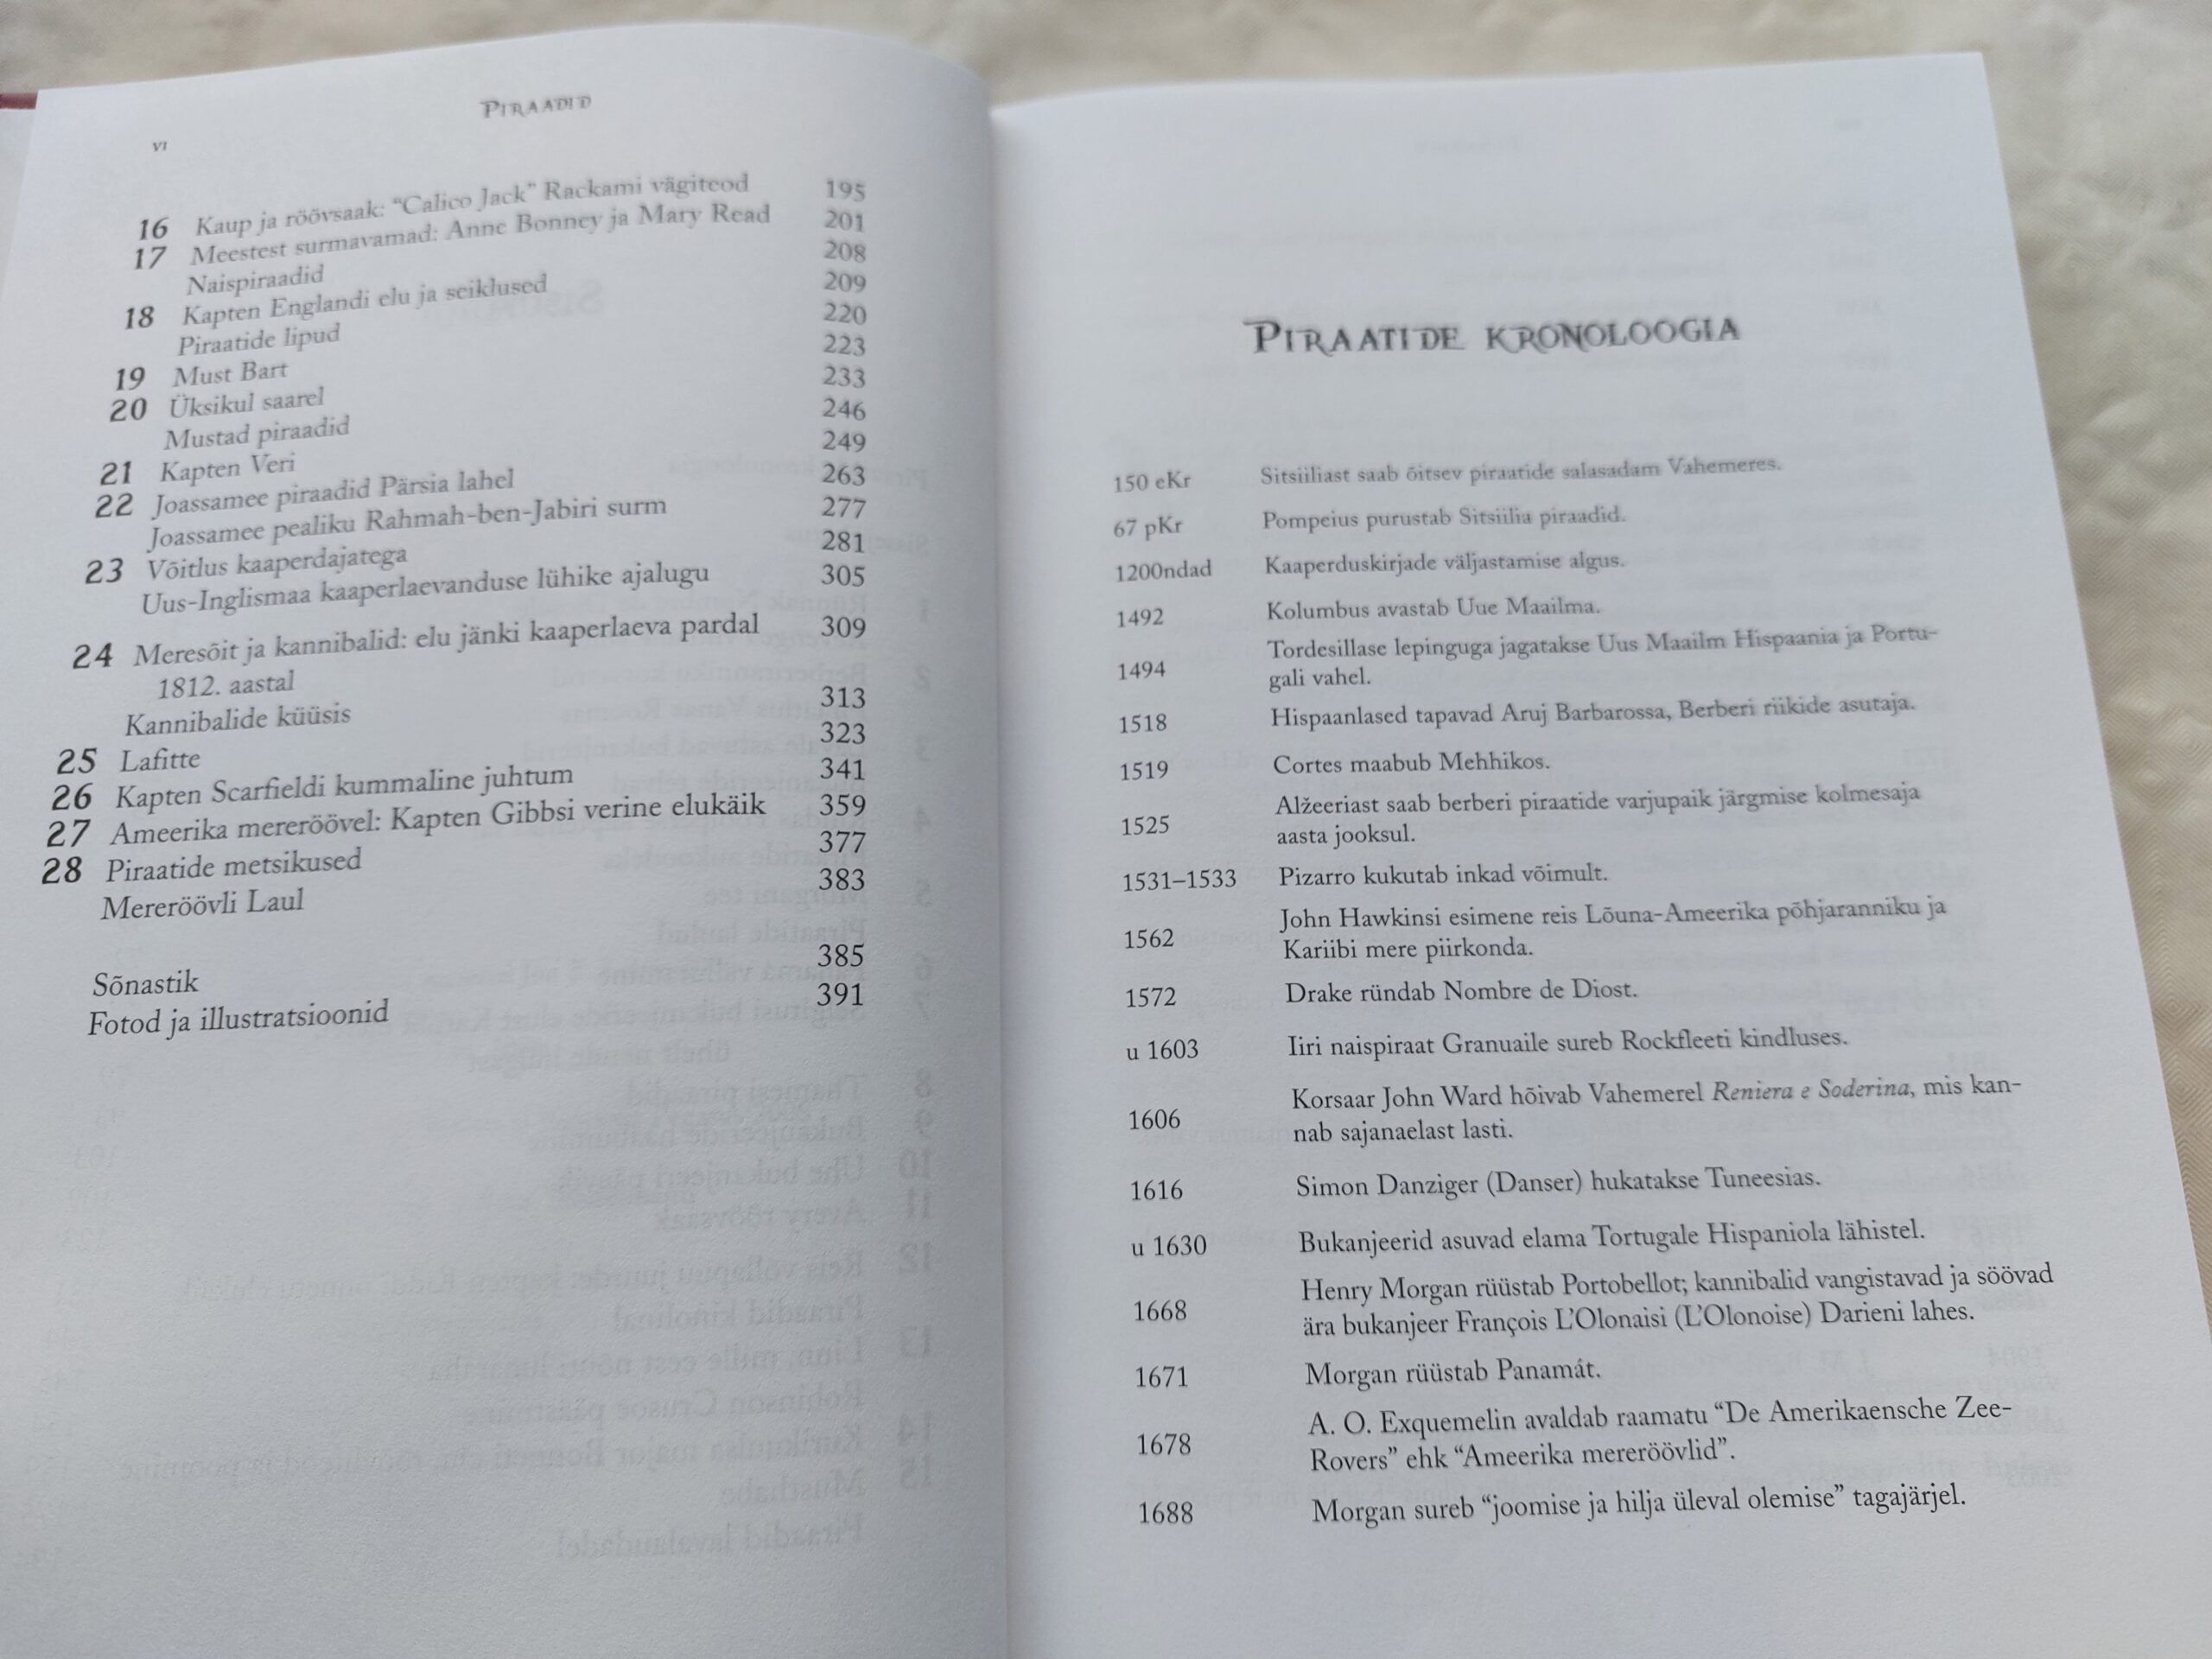 PIRAADID
VI
16 Kaup ja röövsaak: “Calico Jack” Rackami vägiteod 195
17 Meestest surmavamad: Anne Bonney ja Mary Read 201
Naispiraadid 208
18 Kapten Englandi elu ja seiklused 209
Piraatide lipud 220
19 Must Bart 223
20 Üksikul saarel 233
Mustad piraadid 246
21 Kapten Veri 249
22 Joassamee piraadid Pärsia lahel 263
Joassamee pealiku Rahmah-ben-Jabiri surm 277
23 Võitlus kaaperdajatega 281
Uus-Inglismaa kaaperlaevanduse lühike ajalugu 305
24 Meresõit ja kannibalid: elu jänki kaaperlaeva pardal 309
1812. aastal
Kannibalide küüsis 313
25 Lafitte 323
26 Kapten Scarfieldi kummaline juhtum 341
27 Ameerika mereröövel: Kapten Gibbsi verine elukäik 359
28 Piraatide metsikused 377
Mereröövli Laul 383
Sõnastik 385
Fotod ja illustratsioonid 391
PIRAATIDE KRONOLOOGIA
150 eKr Sitsiiliast saab õitsev piraatide salasadam Vahemeres.
67 pKr Pompeius purustab Sitsiilia piraadid.
1200ndad Kaaperduskirjade väljastamise algus.
1492 Kolumbus avastab Uue Maailma.
1494 Tordesillase lepinguga jagatakse Uus Maailm Hispaania ja Portu-
gali vahel.
1518 Hispaanlased tapavad Aruj Barbarossa, Berberi riikide asutaja.
1519 Cortes maabub Mehhikos.
1525 Alžeeriast saab berberi piraatide varjupaik järgmise kolmesaja
aasta jooksul.
1531–1533 Pizarro kukutab inkad võimult.
1562 John Hawkinsi esimene reis Lõuna-Ameerika põhjaranniku ja
Kariibi mere piirkonda.
1572 Drake ründab Nombre de Diost.
u 1603 Iiri naispiraat Granuaile sureb Rockfleeti kindluses.
1606 Korsaar John Ward hõivab Vahemerel Reniera e Soderina, mis kan-
nab sajanaelast lasti.
1616 Simon Danziger (Danser) hukatakse Tuneesias.
u 1630 Bukanjeerid asuvad elama Tortugale Hispaniola lähistel.
1668 Henry Morgan rüüstab Portobellot; kannibalid vangistavad ja söövad
ära bukanjeer François L’Olonaisi (L’Olonoise) Darieni lahes.
1671 Morgan rüüstab Panamát.
1678 A. O. Exquemelin avaldab raamatu “De Amerikaensche Zee-
Rovers” ehk “Ameerika mereröövlid”.
1688 Morgan sureb “joomise ja hilja üleval olemise” tagajärjel.